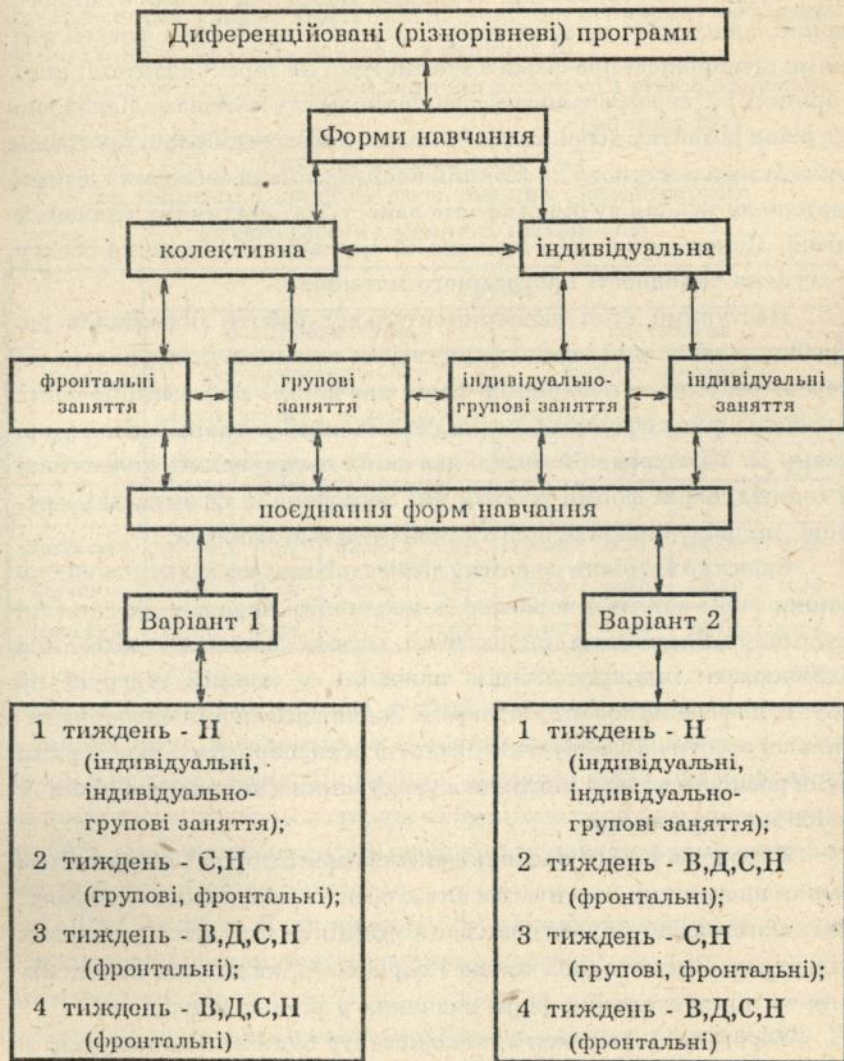 Диференційовані (різнорівневі) програми
Форми навчання
колективна
індивідуальна
фронтальні
заняття
групові
заняття
індивідуально-
групові заняття
індивідуальні
заняття
поєднання форм навчання
Варіант 1
Варіант 2
1 тиждень - Н
(індивідуальні,
індивідуально-
групові заняття);
2 тиждень - С,Н
(групові, фронтальні);
3 тиждень - В,Д,С,Н
(фронтальні);
4 тиждень - В,Д,С,Н
(фронтальні)
1 тиждень - Н
(індивідуальні,
індивідуально-
групові заняття);
2 тиждень - В,Д,С,Н
(фронтальні);
3 тиждень - С,Н
(групові, фронтальні);
4 тиждень - В,Д,С,Н
(фронтальні)